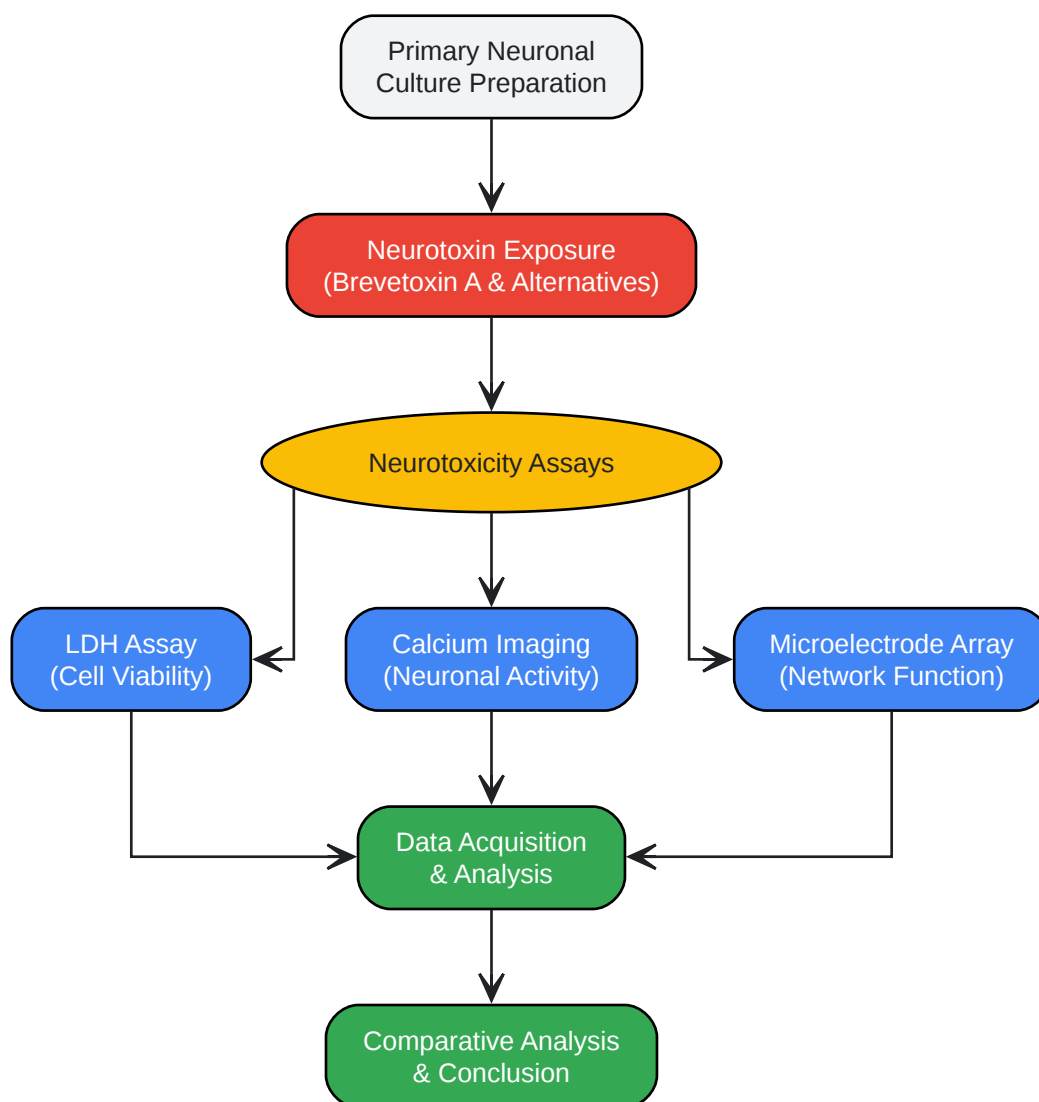 Primary Neuronal
Culture Preparation
Neurotoxin Exposure
(Brevetoxin A & Alternatives)
Neurotoxicity Assays
LDH Assay
(Cell Viability)
Calcium Imaging
(Neuronal Activity)
Microelectrode Array
(Network Function)
Data Acquisition
& Analysis
Comparative Analysis
& Conclusion